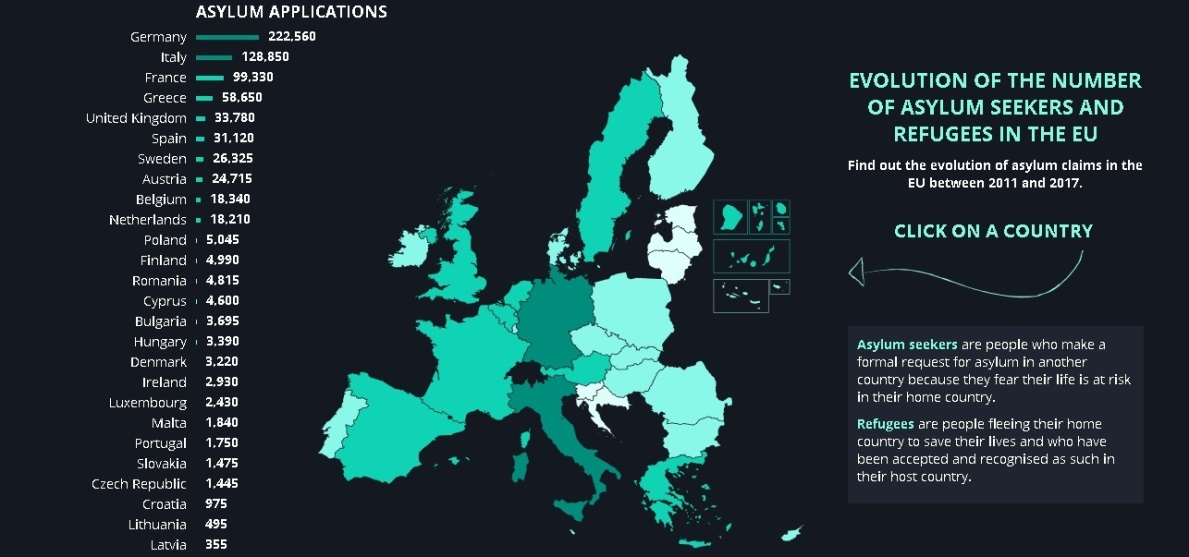 ASYLUM APPLICATIONS
Germany 222,560
Italy 128,850
France 99,330
Greece 58,650
United Kingdom 33,780
Spain 31,120
Sweden 26,325
Austria 24,715
Belgium 18,340
Netherlands 18,210
Poland 5,045
Finland 4,990
Romania 4,815
Cyprus 4,600
Bulgaria 3,695
Hungary 3,390
Denmark 3,220
Ireland 2,930
Luxembourg 2,430
Malta 1,840
Portugal 1,750
Slovakia 1,475
Czech Republic 1,445
Croatia 975
Lithuania 495
Latvia 355
EVOLUTION OF THE NUMBER
OF ASYLUM SEEKERS AND
REFUGEES IN THE EU
Find out the evolution of asylum claims in the
EU between 2011 and 2017.
CLICK ON A COUNTRY
Asylum seekers are people who make a
formal request for asylum in another
country because they fear their life is at risk
in their home country.
Refugees are people fleeing their home
country to save their lives and who have
been accepted and recognised as such in
their host country.